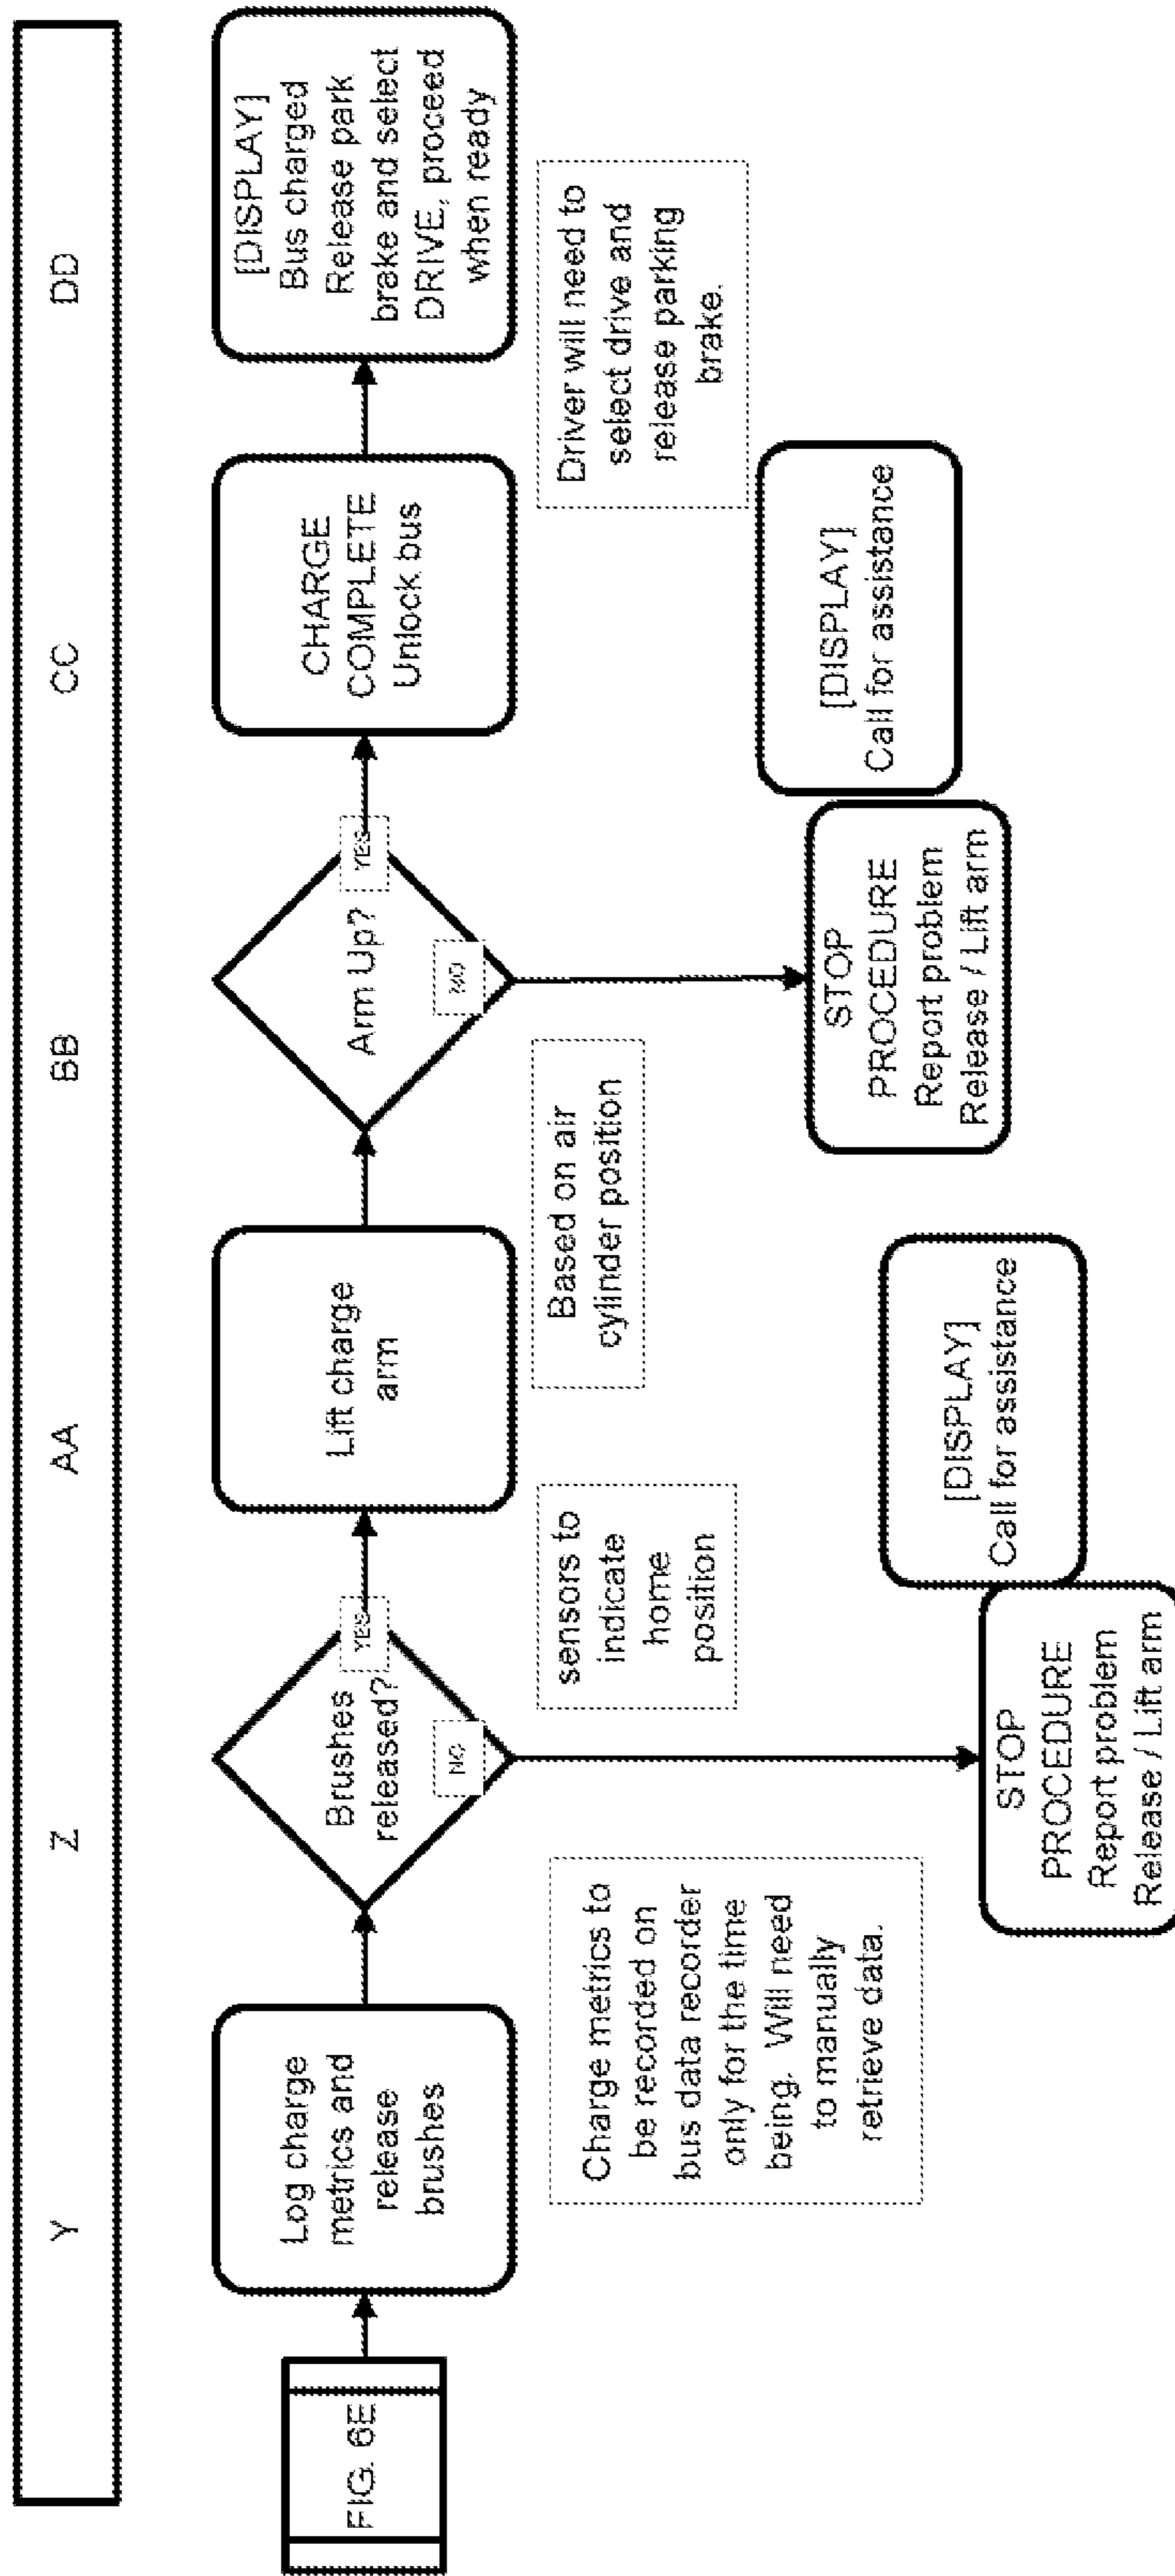 Y Z AA BB CC DD
FIG. 6E
Log charge
metrics and
release
brushes
Brushes
released?
YES
NO
Lift charge
arm
Arm Up?
YES
NO
CHARGE
COMPLETE
Unlock bus
[DISPLAY]
Bus charged
Release park
brake and select
DRIVE, proceed
when ready
Charge metrics to
be recorded on
bus data recorder
only for the time
being. Will need
to manually
retrieve data.
sensors to
indicate
home
position
Based on air
cylinder position
Driver will need to
select drive and
release parking
brake.
STOP
PROCEDURE
Report problem
Release / Lift arm
[DISPLAY]
Call for assistance
STOP
PROCEDURE
Report problem
Release / Lift arm
[DISPLAY]
Call for assistance